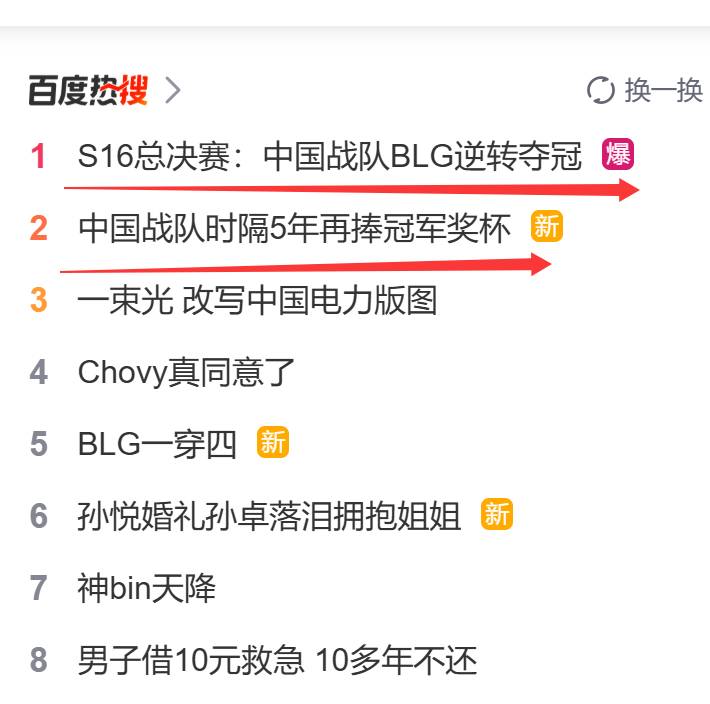 百度热搜 换一换
1 S16总决赛：中国战队BLG逆转夺冠 爆
2 中国战队时隔5年再捧冠军奖杯 新
3 一束光 改写中国电力版图
4 Chovy真同意了
5 BLG一穿四 新
6 孙悦婚礼孙卓落泪拥抱姐姐 新
7 神bin天降
8 男子借10元救急 10多年不还